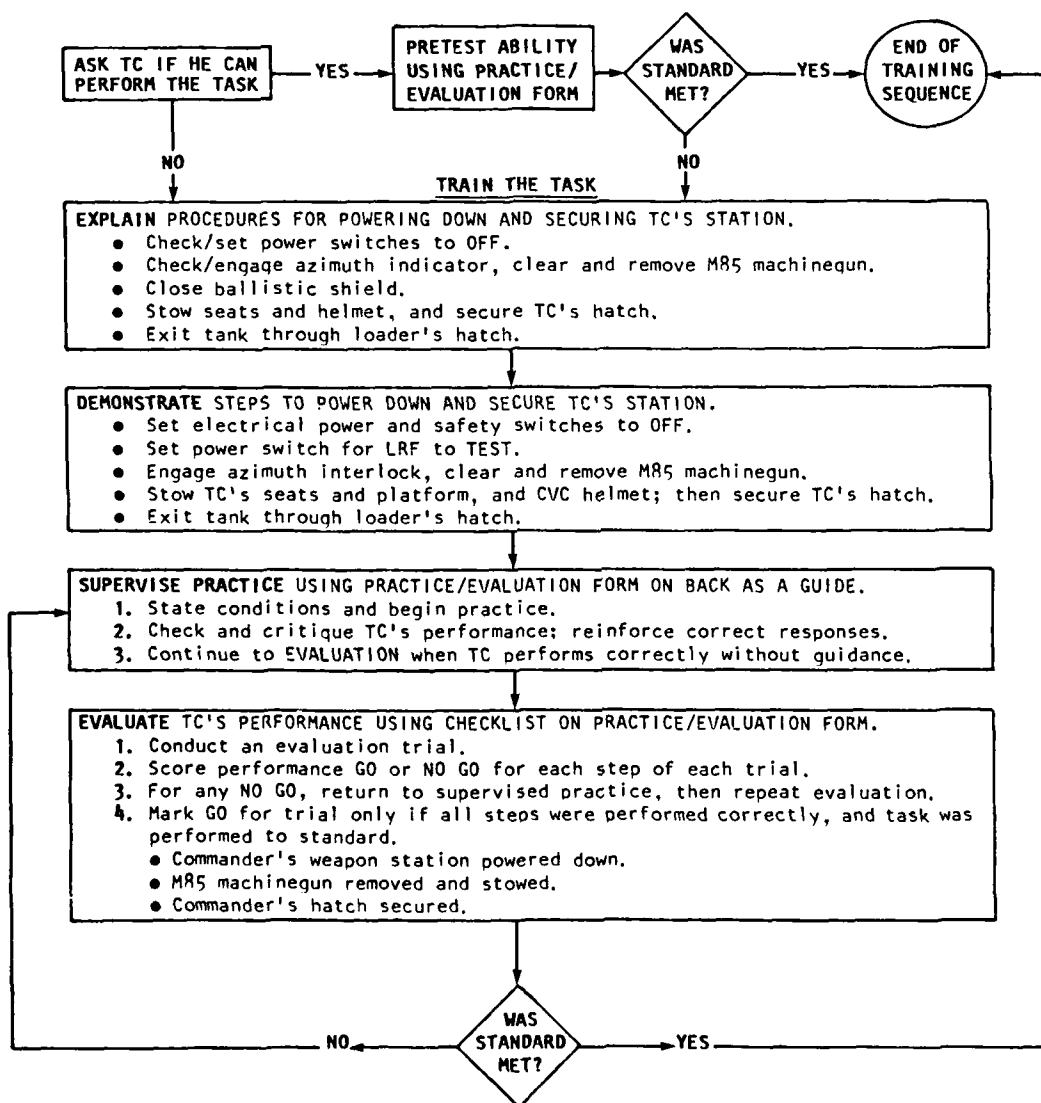 ASK TC IF HE CAN
PERFORM THE TASK
YES
PRETEST ABILITY
USING PRACTICE/
EVALUATION FORM
WAS
STANDARD
MET?
YES
END OF
TRAINING
SEQUENCE
NO
NO
TRAIN THE TASK
EXPLAIN PROCEDURES FOR POWERING DOWN AND SECURING TC'S STATION.
● Check/set power switches to OFF.
● Check/engage azimuth indicator, clear and remove M85 machinegun.
● Close ballistic shield.
● Stow seats and helmet, and secure TC's hatch.
● Exit tank through loader's hatch.
DEMONSTRATE STEPS TO POWER DOWN AND SECURE TC'S STATION.
● Set electrical power and safety switches to OFF.
● Set power switch for LRF to TEST.
● Engage azimuth interlock, clear and remove M85 machinegun.
● Stow TC's seats and platform, and CVC helmet; then secure TC's hatch.
● Exit tank through loader's hatch.
SUPERVISE PRACTICE USING PRACTICE/EVALUATION FORM ON BACK AS A GUIDE.
1. State conditions and begin practice.
2. Check and critique TC's performance; reinforce correct responses.
3. Continue to EVALUATION when TC performs correctly without guidance.
EVALUATE TC'S PERFORMANCE USING CHECKLIST ON PRACTICE/EVALUATION FORM.
1. Conduct an evaluation trial.
2. Score performance GO or NO GO for each step of each trial.
3. For any NO GO, return to supervised practice, then repeat evaluation.
4. Mark GO for trial only if all steps were performed correctly, and task was
performed to standard.
● Commander's weapon station powered down.
● M85 machinegun removed and stowed.
● Commander's hatch secured.
NO
WAS
STANDARD
MET?
YES